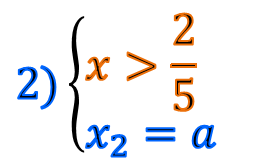 2) { x > 2/5
x₂ = a